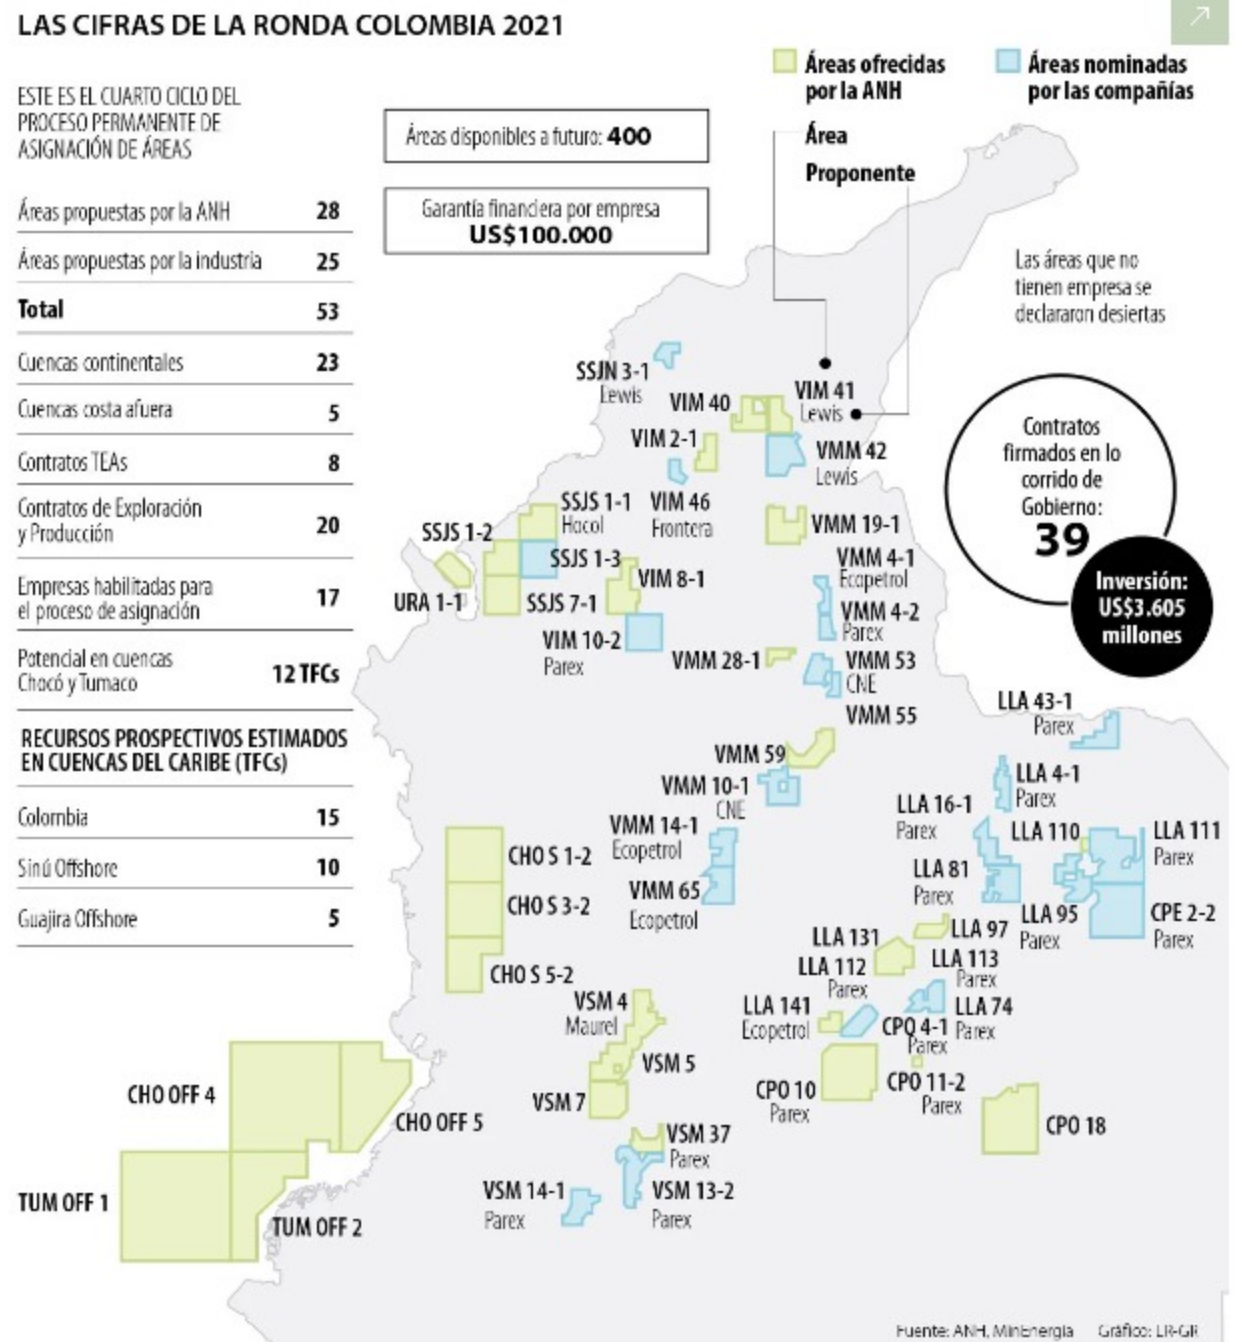 LAS CIFRAS DE LA RONDA COLOMBIA 2021
ESTE ES EL CUARTO CICLO DEL
PROCESO PERMANENTE DE
ASIGNACIÓN DE ÁREAS
Áreas propuestas por la ANH 28
Áreas propuestas por la industria 25
Total 53
Cuencas continentales 23
Cuencas costa afuera 5
Contratos TEAs 8
Contratos de Exploración
y Producción 20
Empresas habilitadas para
el proceso de asignación 17
Potencial en cuencas
Chocó y Tumaco 12 TFCs
RECURSOS PROSPECTIVOS ESTIMADOS
EN CUENCAS DEL CARIBE (TFCs)
Colombia 15
Sinú Offshore 10
Guajira Offshore 5
Áreas disponibles a futuro: 400
Garantía financiera por empresa
US$100.000
Áreas ofrecidas
por la ANH
Áreas nominadas
por las compañías
Área
Proponente
Las áreas que no
tienen empresa se
declararon desiertas
Contratos
firmados en lo
corrido de
Gobierno:
39
Inversión:
US$3.605
millones
SSJN 3-1
Lewis
VIM 40
VIM 41
Lewis
VIM 2-1
VMM 42
Lewis
VIM 46
Frontera
SSJS 1-1
Hocol
SSJS 1-2
VMM 19-1
SSJS 1-3
VMM 4-1
Ecopetrol
VIM 8-1
URA 1-1
SSJS 7-1
VMM 4-2
Parex
VIM 10-2
Parex
VMM 28-1
VMM 53
CNE
VMM 55
LLA 43-1
Parex
VMM 59
VMM 10-1
CNE
LLA 4-1
Parex
LLA 16-1
Parex
VMM 14-1
Ecopetrol
LLA 110
LLA 111
Parex
CHO S 1-2
LLA 81
Parex
VMM 65
Ecopetrol
CHO S 3-2
LLA 95
Parex
CPE 2-2
Parex
LLA 97
LLA 131
LLA 112
Parex
LLA 113
Parex
CHO S 5-2
VSM 4
Maurel
LLA 141
Ecopetrol
LLA 74
Parex
CPO 4-1
Parex
VSM 5
CPO 10
Parex
CPO 11-2
Parex
VSM 7
CHO OFF 4
CHO OFF 5
CPO 18
VSM 37
Parex
VSM 14-1
Parex
VSM 13-2
Parex
TUM OFF 1
TUM OFF 2
Fuente: ANH, MinEnergía Gráfico: LR-GR